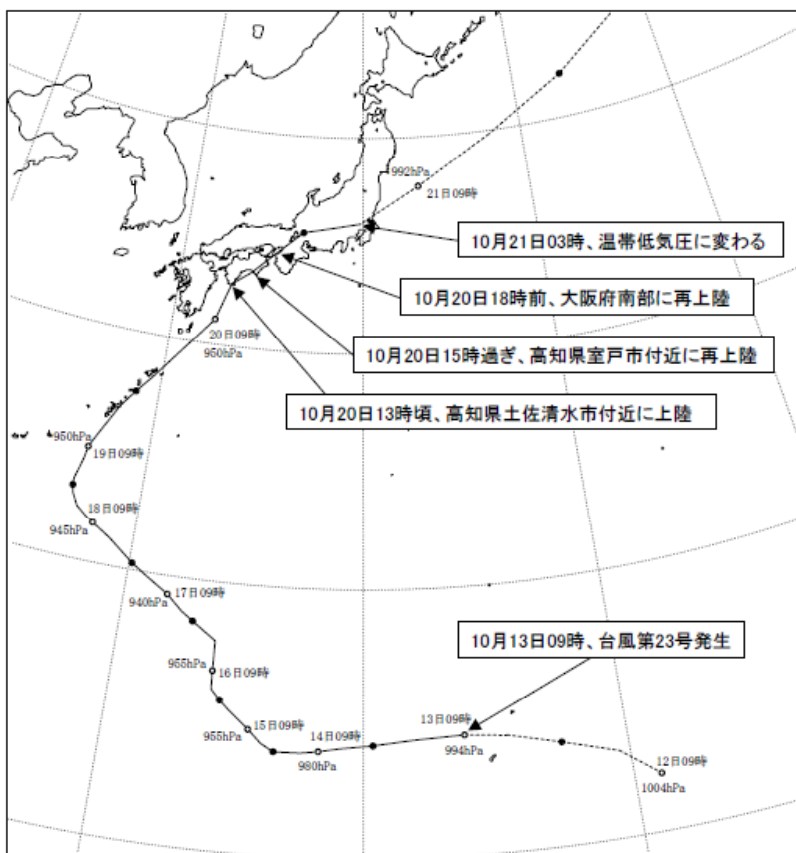 992hPa
21日09時
10月21日03時、温帯低気圧に変わる
10月20日18時前、大阪府南部に再上陸
20日09時
950hPa
10月20日15時過ぎ、高知県室戸市付近に再上陸
10月20日13時頃、高知県土佐清水市付近に上陸
950hPa
19日09時
18日09時
945hPa
17日09時
940hPa
10月13日09時、台風第23号発生
955hPa
16日09時
15日09時
955hPa
14日09時
980hPa
13日09時
994hPa
12日09時
1004hPa